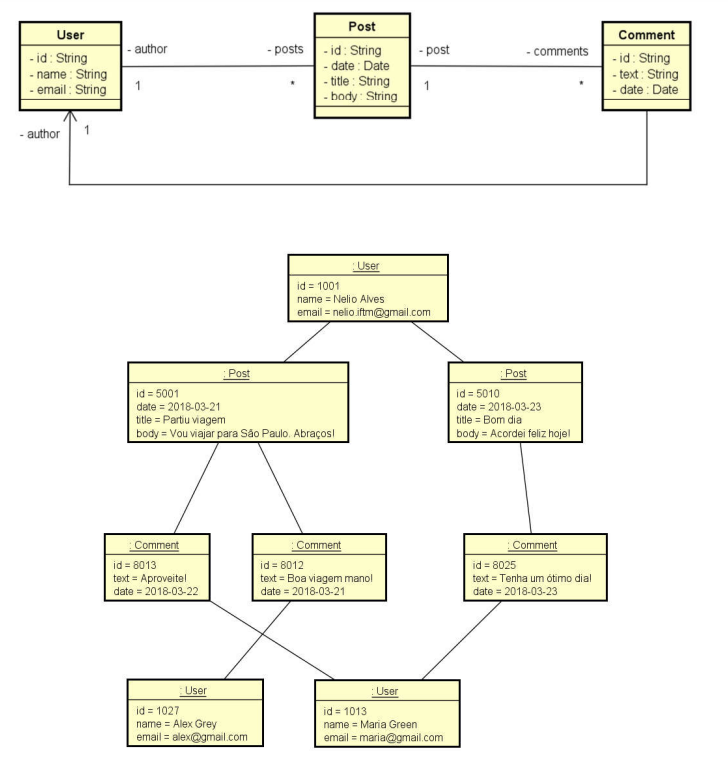 User
- id : String
- name : String
- email : String
- author
1
- posts
*
Post
- id : String
- date : Date
- title : String
- body : String
- post
1
- comments
*
Comment
- id : String
- text : String
- date : Date
- author
1
: User
id = 1001
name = Nelio Alves
email = nelio.iftm@gmail.com
: Post
id = 5001
date = 2018-03-21
title = Partiu viagem
body = Vou viajar para São Paulo. Abraços!
: Post
id = 5010
date = 2018-03-23
title = Bom dia
body = Acordei feliz hoje!
: Comment
id = 8013
text = Aproveite!
date = 2018-03-22
: Comment
id = 8012
text = Boa viagem mano!
date = 2018-03-21
: Comment
id = 8025
text = Tenha um ótimo dia!
date = 2018-03-23
: User
id = 1027
name = Alex Grey
email = alex@gmail.com
: User
id = 1013
name = Maria Green
email = maria@gmail.com